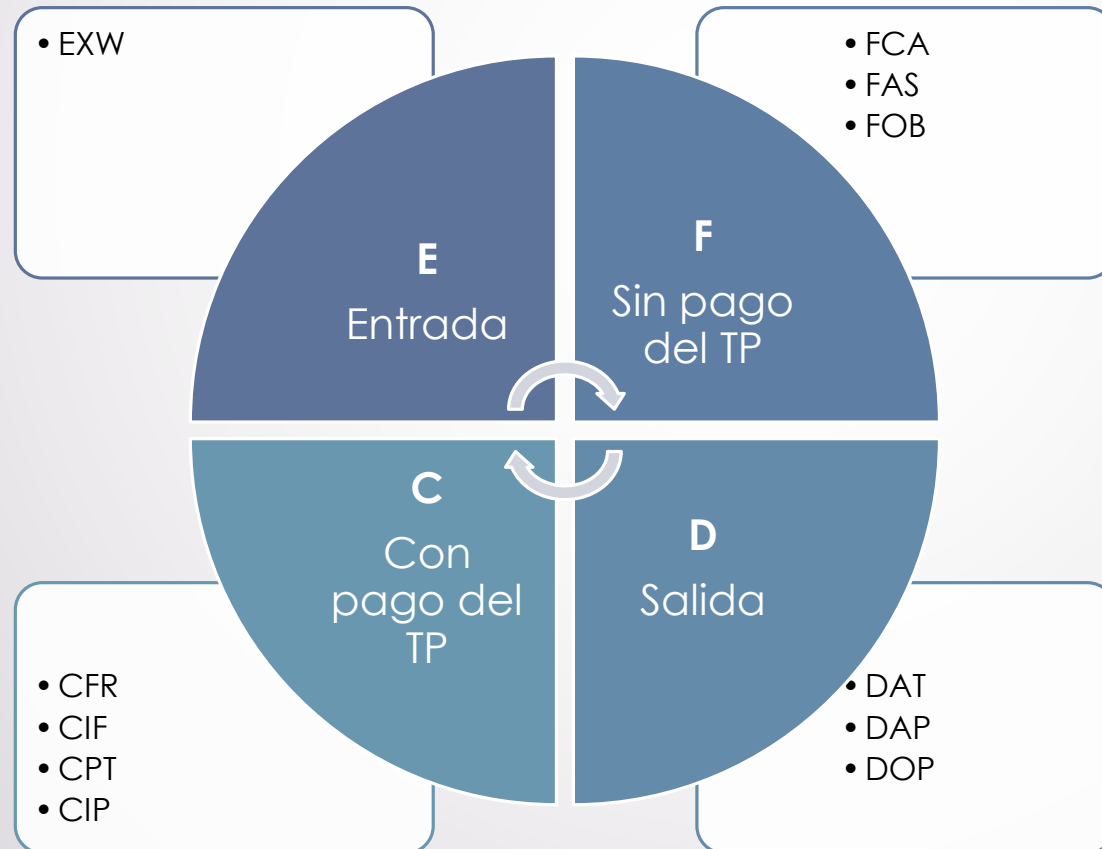 • EXW
E
Entrada
• FCA
• FAS
• FOB
F
Sin pago
del TP
C
Con
pago del
TP
• CFR
• CIF
• CPT
• CIP
D
Salida
• DAT
• DAP
• DOP